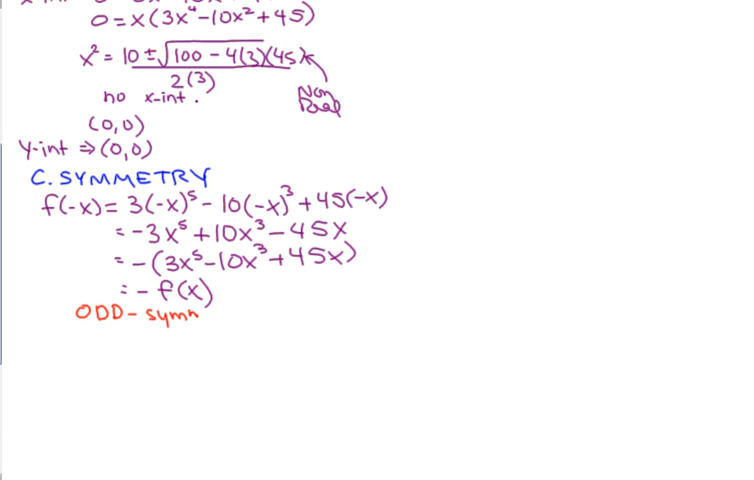 0 = x(3x⁴-10x²+45)
x² = 10 ± √100 - 4(3)(45)
2(3)
Non Real
no x-int.
(0,0)
y-int ⇒ (0,0)
C. SYMMETRY
f(-x) = 3(-x)⁵ - 10(-x)³ + 45(-x)
= -3x⁵ + 10x³ - 45x
= -(3x⁵ - 10x³ + 45x)
= - f(x)
ODD - symn